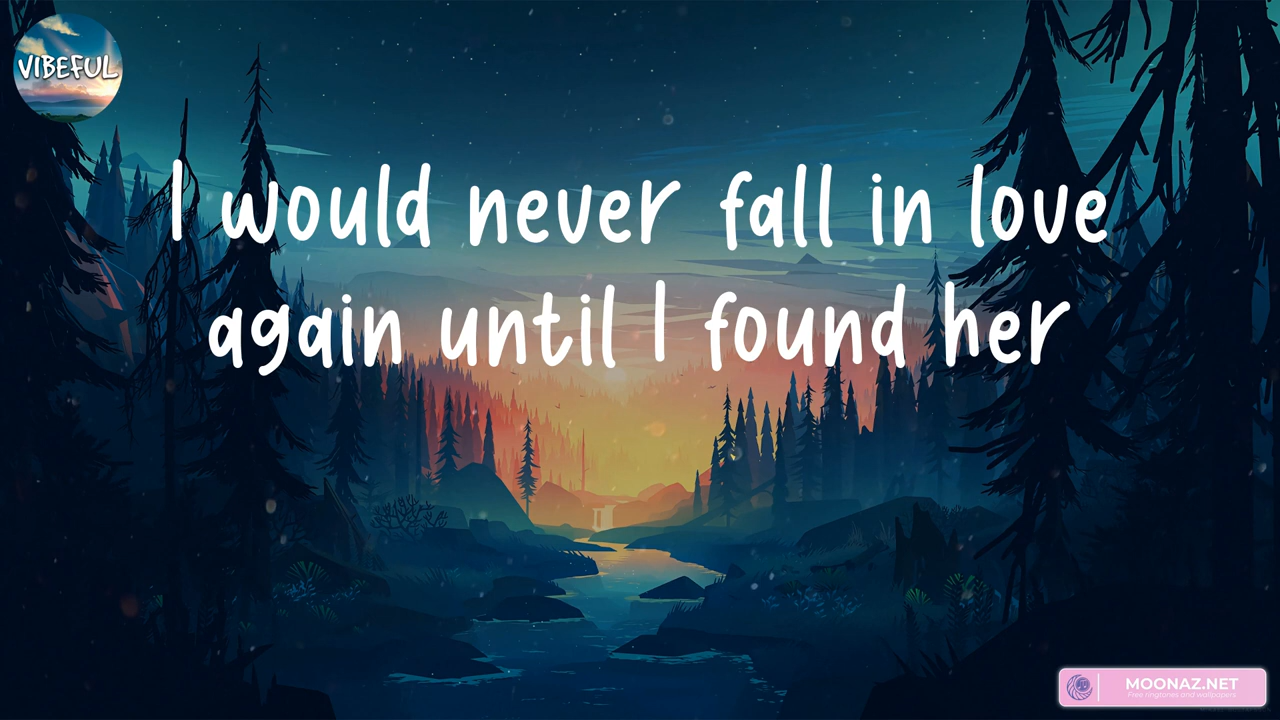 VIBEFUL
I would never fall in love
again until I found her
MOONAZ.NET
Free ringtones and wallpapers